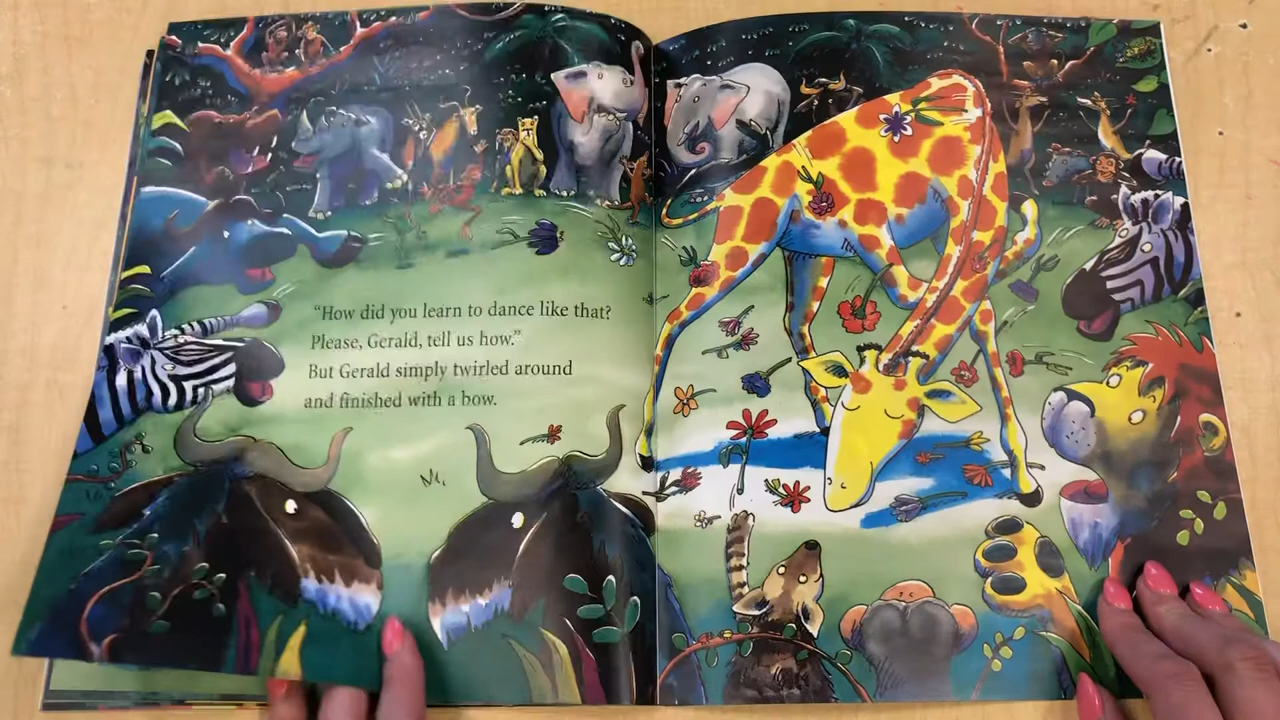 “How did you learn to dance like that?
Please, Gerald, tell us how.”
But Gerald simply twirled around
and finished with a bow.